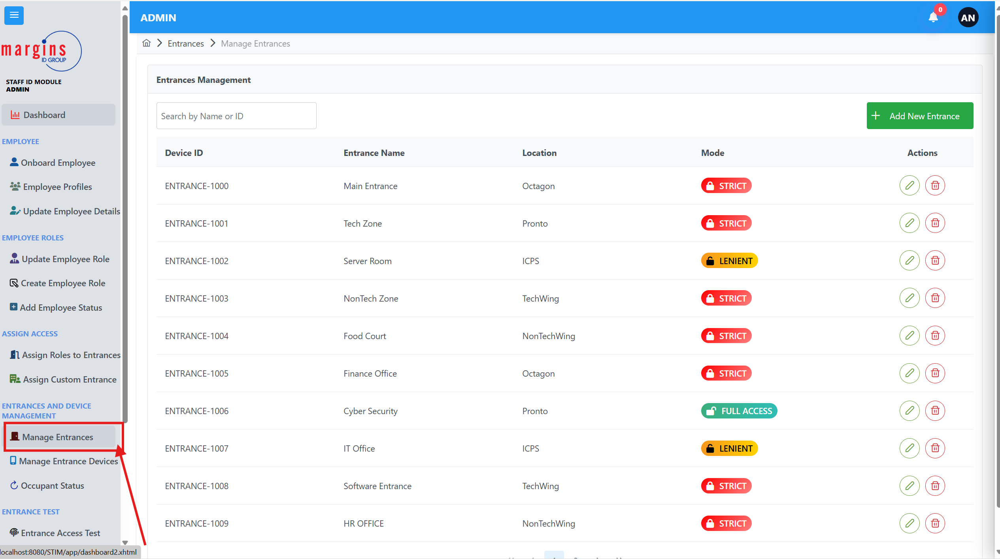 ADMIN
0
AN
margins
ID GROUP
STAFF ID MODULE
ADMIN
Dashboard
EMPLOYEE
Onboard Employee
Employee Profiles
Update Employee Details
EMPLOYEE ROLES
Update Employee Role
Create Employee Role
Add Employee Status
ASSIGN ACCESS
Assign Roles to Entrances
Assign Custom Entrance
ENTRANCES AND DEVICE
MANAGEMENT
Manage Entrances
Manage Entrance Devices
Occupant Status
ENTRANCE TEST
Entrance Access Test
localhost:8080/STIM/app/dashboard2.xhtml
Entrances Manage Entrances
Entrances Management
Search by Name or ID
Add New Entrance
Device ID Entrance Name Location Mode Actions
ENTRANCE-1000 Main Entrance Octagon STRICT
ENTRANCE-1001 Tech Zone Pronto STRICT
ENTRANCE-1002 Server Room ICPS LENIENT
ENTRANCE-1003 NonTech Zone TechWing STRICT
ENTRANCE-1004 Food Court NonTechWing STRICT
ENTRANCE-1005 Finance Office Octagon STRICT
ENTRANCE-1006 Cyber Security Pronto FULL ACCESS
ENTRANCE-1007 IT Office ICPS LENIENT
ENTRANCE-1008 Software Entrance TechWing STRICT
ENTRANCE-1009 HR OFFICE NonTechWing STRICT